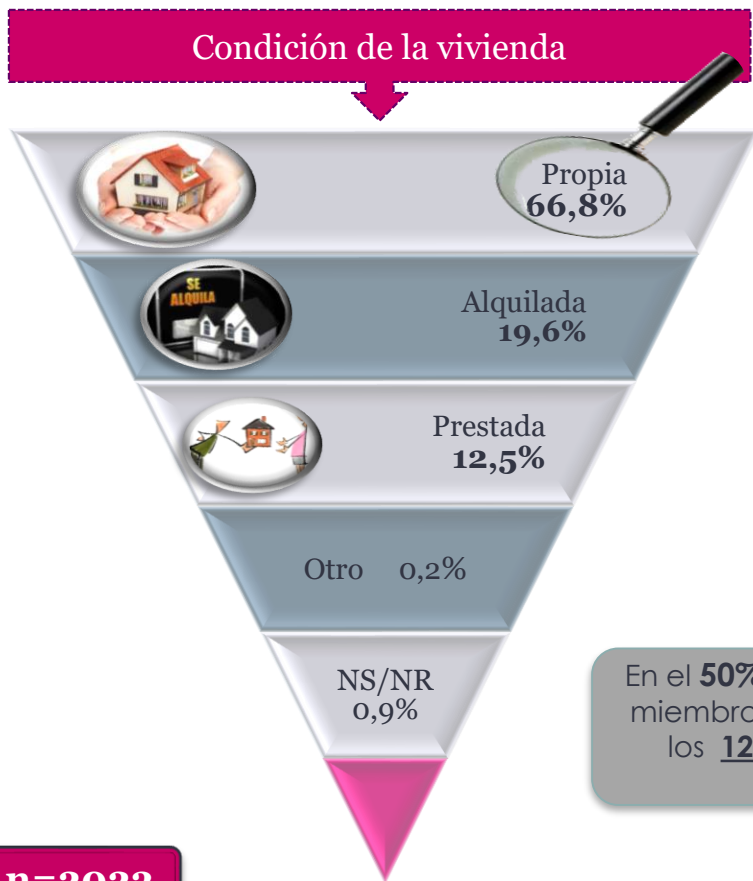 Condición de la vivienda
Propia
66,8%
SE
ALQUILA
Alquilada
19,6%
Prestada
12,5%
Otro 0,2%
NS/NR
0,9%
En el 50%
miembro
los 12